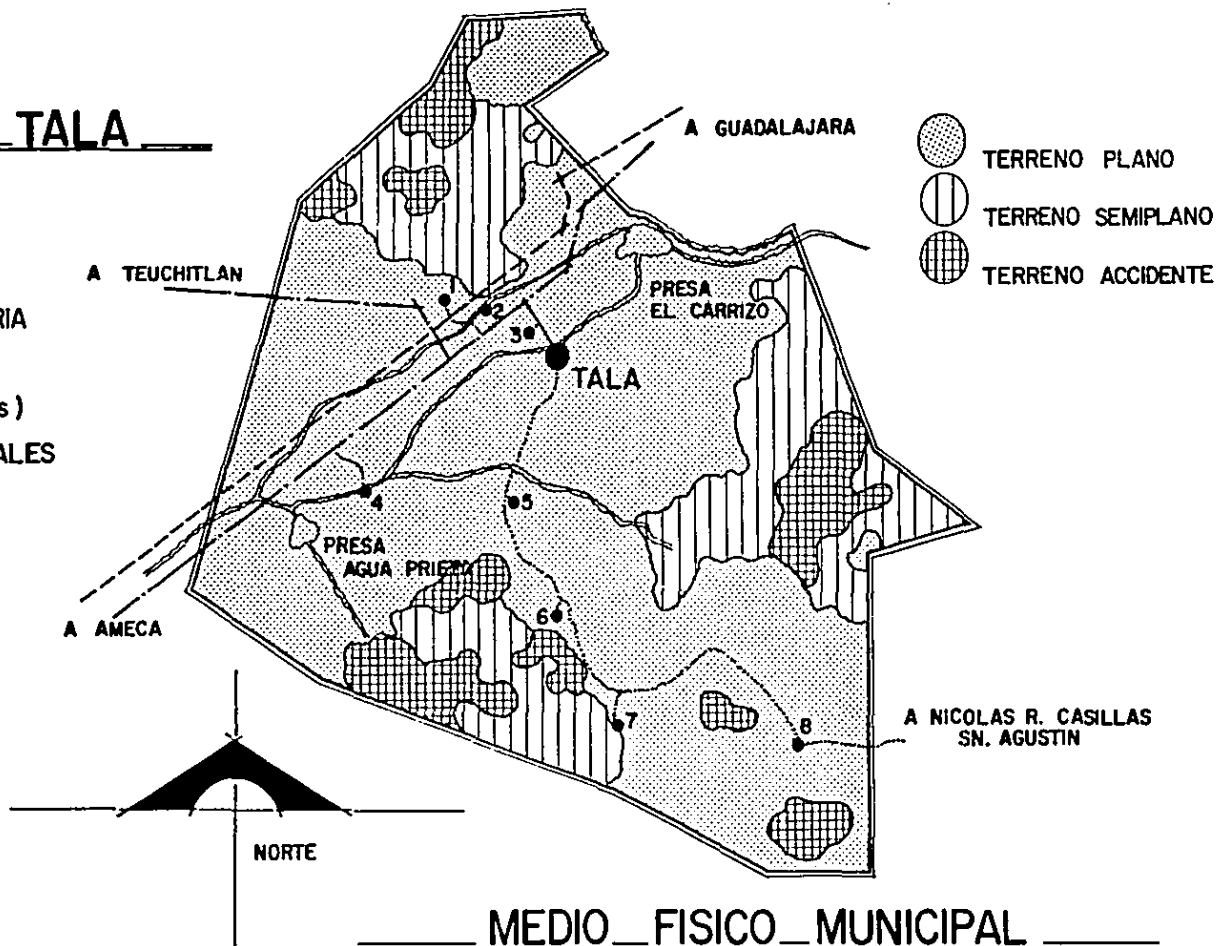 TALA
RIA
s)
ALES
A GUADALAJARA
A TEUCHITLAN
TERRENO PLANO
TERRENO SEMIPLANO
TERRENO ACCIDENTE
PRESA
EL CARRIZO
1
2
3
TALA
4
5
PRESA
AGUA PRIETA
6
A AMECA
7
8
A NICOLAS R. CASILLAS
SN. AGUSTIN
NORTE
MEDIO FISICO MUNICIPAL